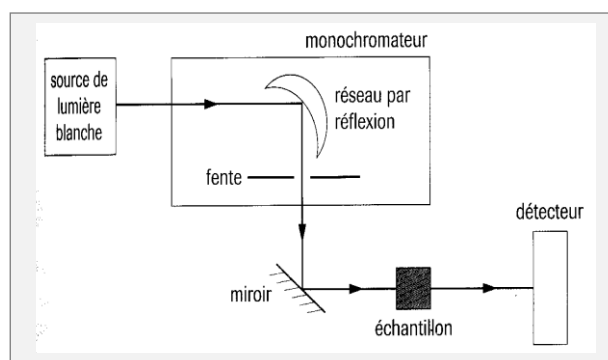 monochromateur
source de
lumière
blanche
réseau par
réflexion
fente
détecteur
miroir
échantillon